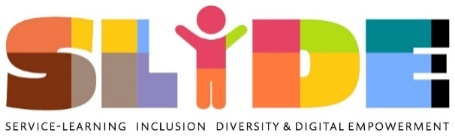 SLIDE
SERVICE-LEARNING INCLUSION DIVERSITY & DIGITAL EMPOWERMENT